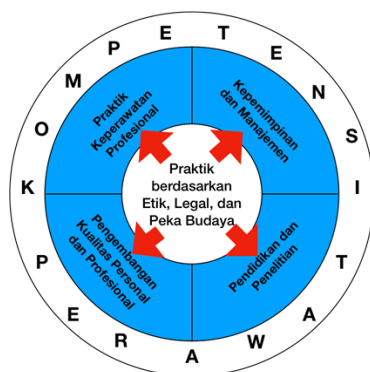 KOMPETENSI
Praktik
Keperawatan
Profesional
Kepemimpinan
dan Manajemen
Praktik
berdasarkan
Etik, Legal, dan
Peka Budaya
Pengembangan
Kualitas Personal
dan Profesional
Pendidikan dan
Penelitian
PERAWAT